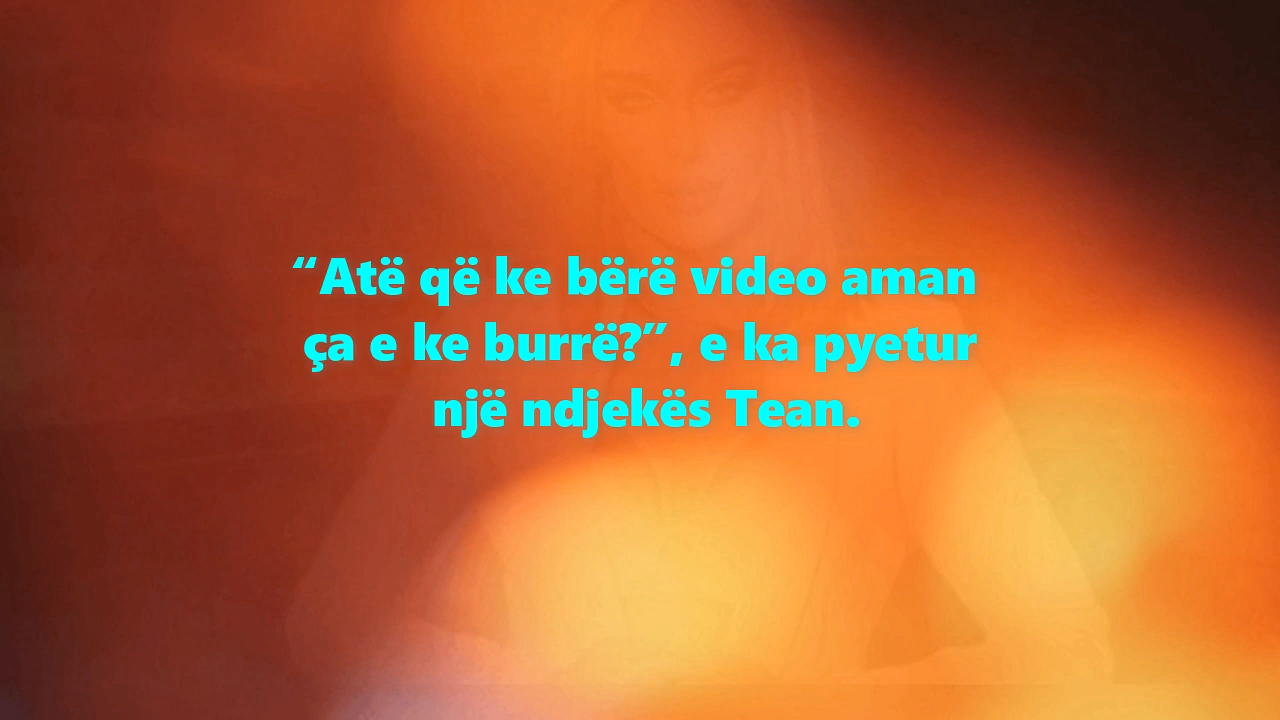 “Atë që ke bërë video aman
ça e ke burrë?”, e ka pyetur
një ndjekës Tean.